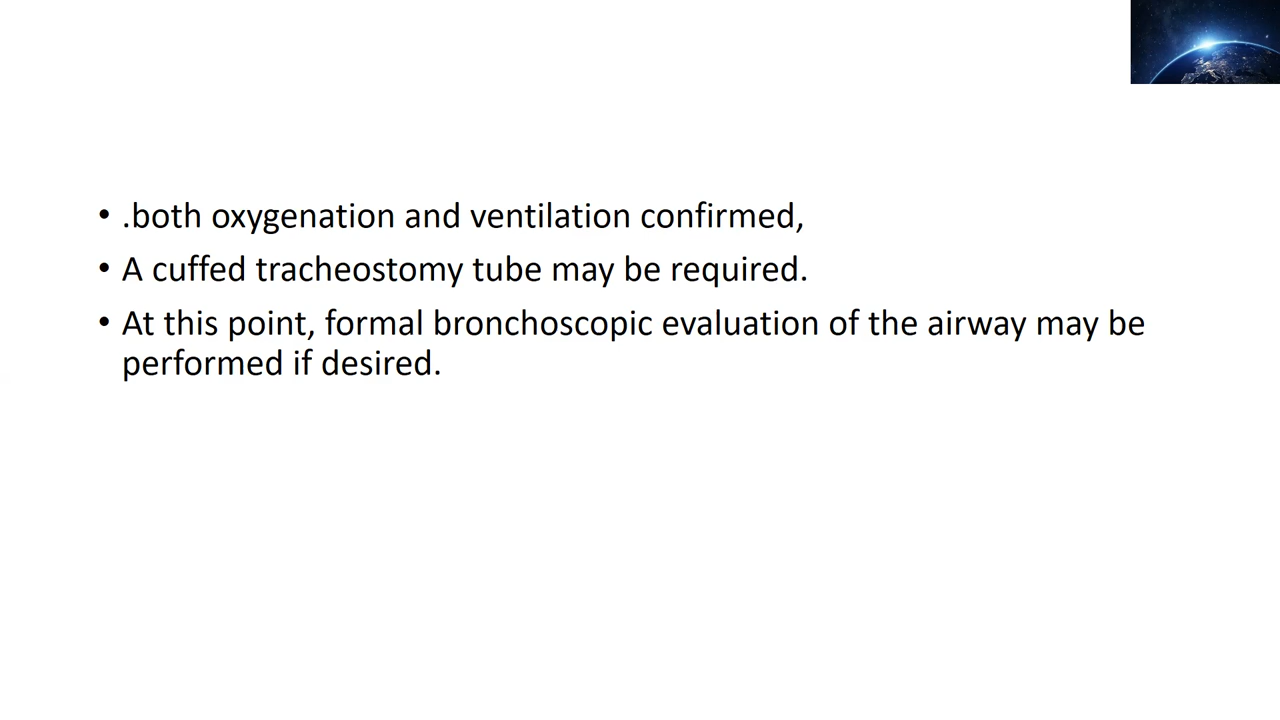 • .both oxygenation and ventilation confirmed,
• A cuffed tracheostomy tube may be required.
• At this point, formal bronchoscopic evaluation of the airway may be
performed if desired.